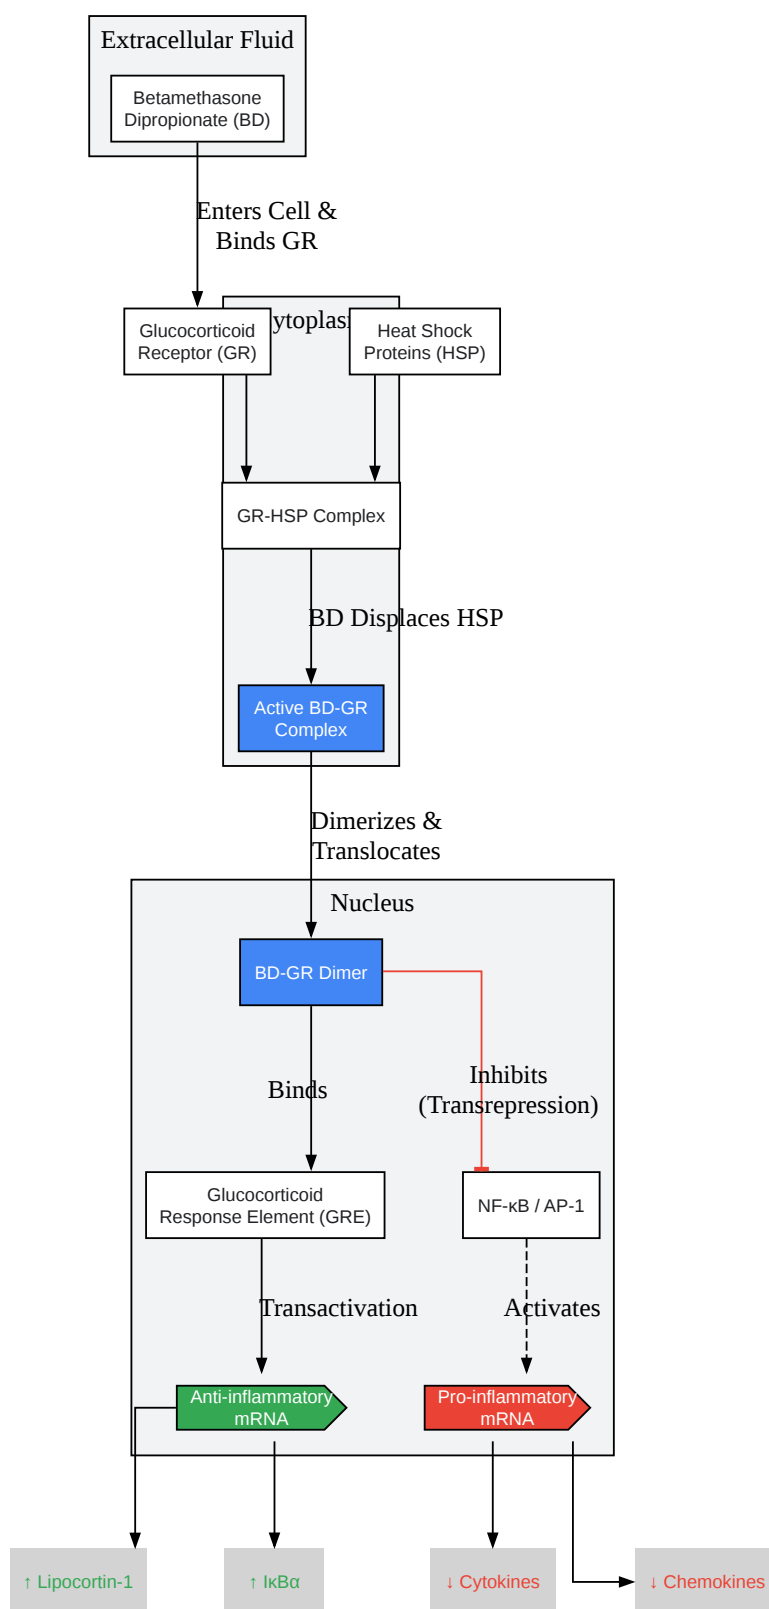 Extracellular Fluid
Betamethasone
Dipropionate (BD)
Enters Cell &
Binds GR
ytoplas
Glucocorticoid
Receptor (GR)
Heat Shock
Proteins (HSP)
GR-HSP Complex
BD Displaces HSP
Active BD-GR
Complex
Dimerizes &
Translocates
Nucleus
BD-GR Dimer
Binds
Inhibits
(Transrepression)
Glucocorticoid
Response Element (GRE)
NF-κB / AP-1
Transactivation
Activates
Anti-inflammatory
mRNA
Pro-inflammatory
mRNA
↑ Lipocortin-1
↑ IκBα
↓ Cytokines
↓ Chemokines